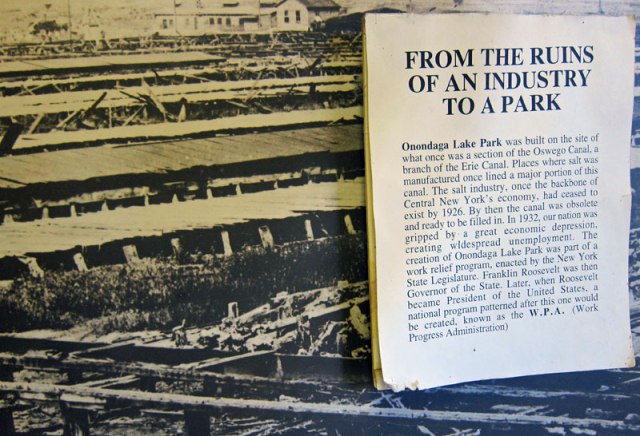 FROM THE RUINS
OF AN INDUSTRY
TO A PARK
Onondaga Lake Park was built on the site of
what once was a section of the Oswego Canal, a
branch of the Erie Canal. Places where salt was
manufactured once lined a major portion of this
canal. The salt industry, once the backbone of
Central New York's economy, had ceased to
exist by 1926. By then the canal was obsolete
and ready to be filled in. In 1932, our nation was
gripped by a great economic depression,
creating widespread unemployment. The
creation of Onondaga Lake Park was part of a
work relief program, enacted by the New York
State Legislature. Franklin Roosevelt was then
Governor of the State. Later, when Roosevelt
became President of the United States, a
national program patterned after this one would
be created, known as the W.P.A. (Work
Progress Administration)